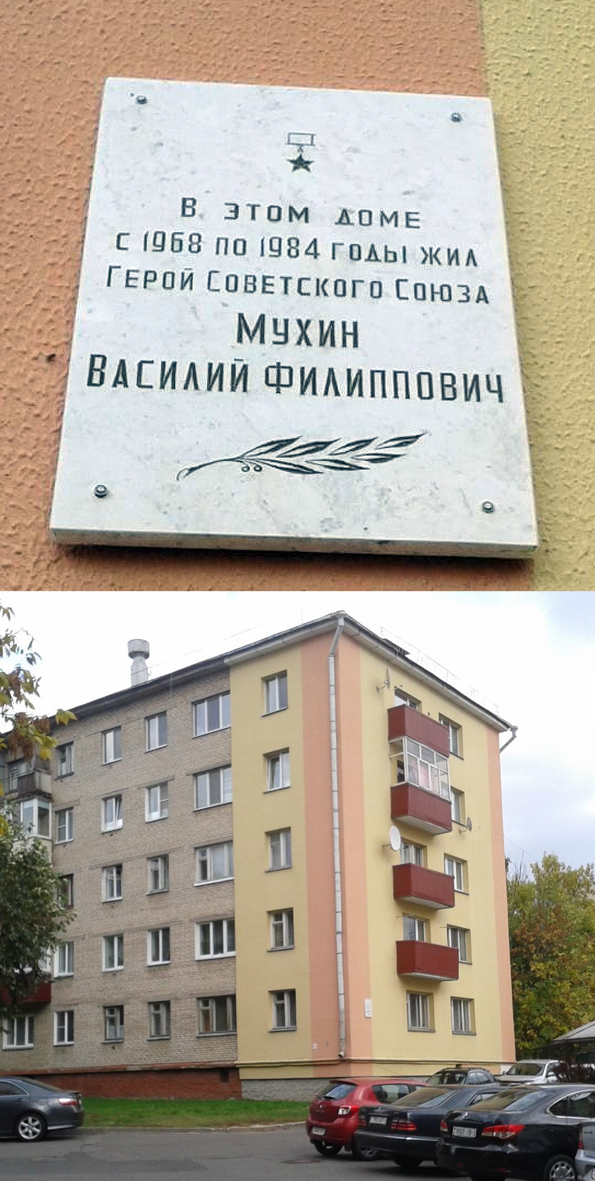 В ЭТОМ ДОМЕ
С 1968 ПО 1984 ГОДЫ ЖИЛ
ГЕРОЙ СОВЕТСКОГО СОЮЗА
МУХИН
ВАСИЛИЙ ФИЛИППОВИЧ